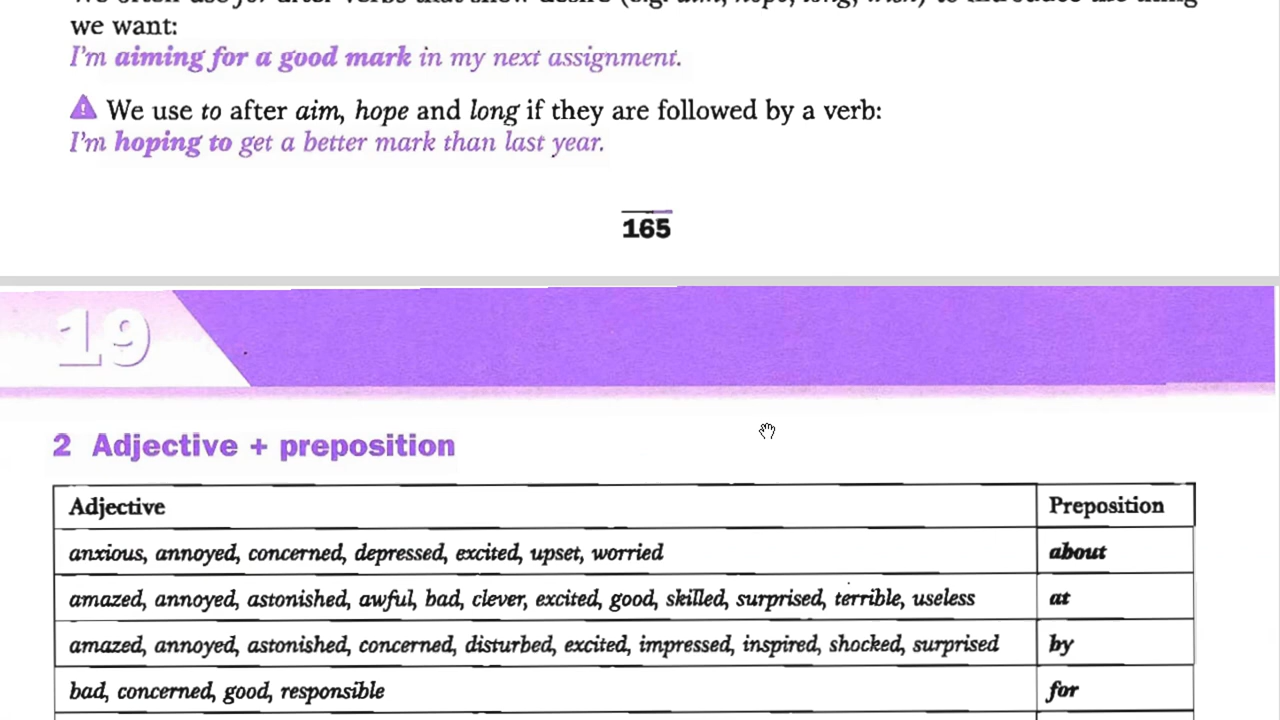 we want:
I'm aiming for a good mark in my next assignment.
We use to after aim, hope and long if they are followed by a verb:
I'm hoping to get a better mark than last year.
165
19
2 Adjective + preposition
Adjective Preposition
anxious, annoyed, concerned, depressed, excited, upset, worried about
amazed, annoyed, astonished, awful, bad, clever, excited, good, skilled, surprised, terrible, useless at
amazed, annoyed, astonished, concerned, disturbed, excited, impressed, inspired, shocked, surprised by
bad, concerned, good, responsible for